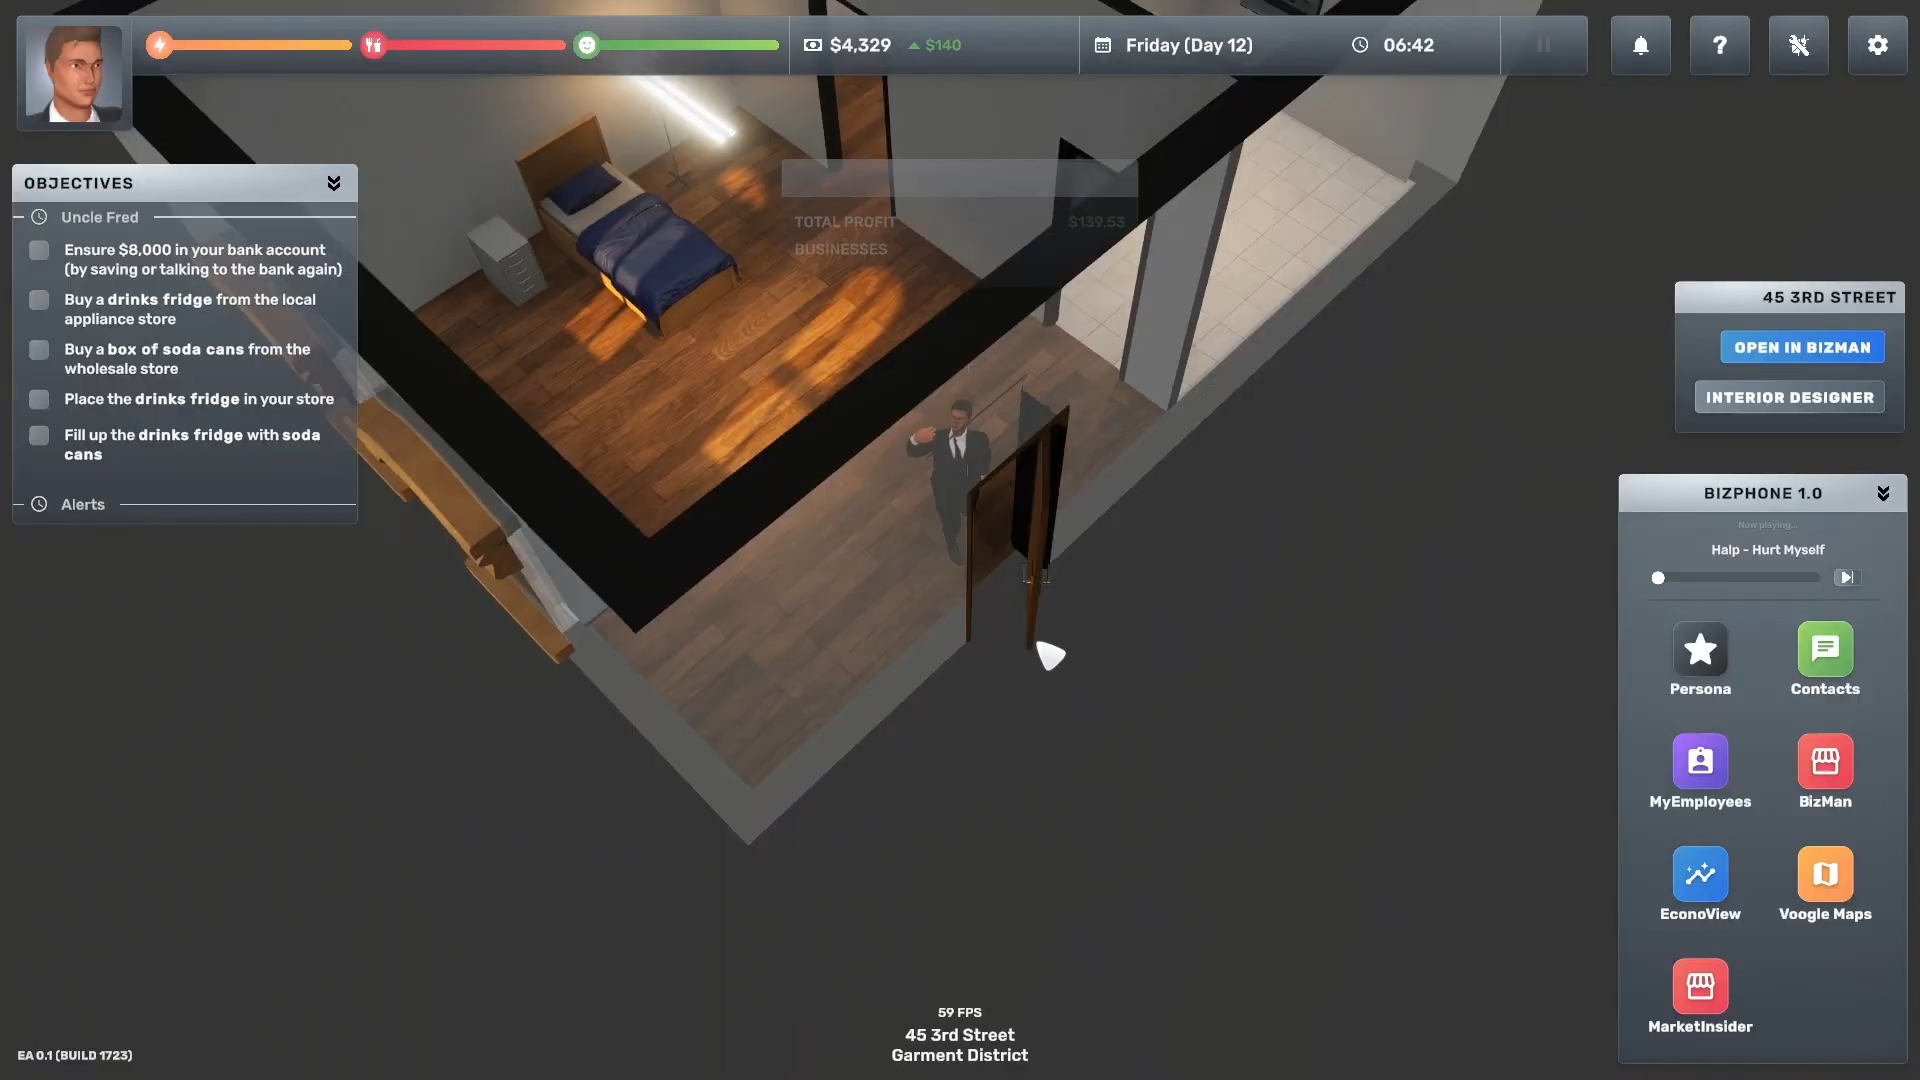 $4,329
$140
Friday (Day 12)
06:42
?
OBJECTIVES
Uncle Fred
Ensure $8,000 in your bank account
(by saving or talking to the bank again)
Buy a drinks fridge from the local
appliance store
Buy a box of soda cans from the
wholesale store
Place the drinks fridge in your store
Fill up the drinks fridge with soda
cans
Alerts
TOTAL PROFIT
$139,53
BUSINESSES
45 3RD STREET
OPEN IN BIZMAN
INTERIOR DESIGNER
BIZPHONE 1.0
Now playing...
Halp - Hurt Myself
Persona
Contacts
MyEmployees
BizMan
EconoView
Voogle Maps
MarketInsider
59 FPS
45 3rd Street
Garment District
EA 0.1 (BUILD 1723)